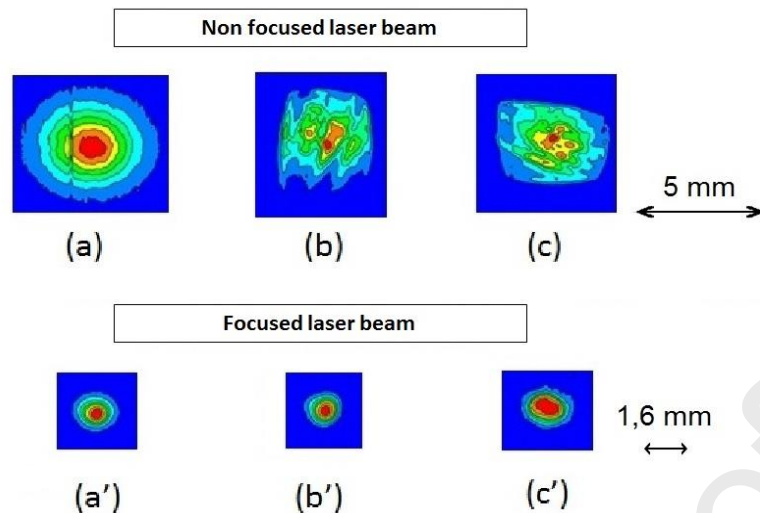 Non focused laser beam
5 mm
(a) (b) (c)
Focused laser beam
1,6 mm
(a') (b') (c')